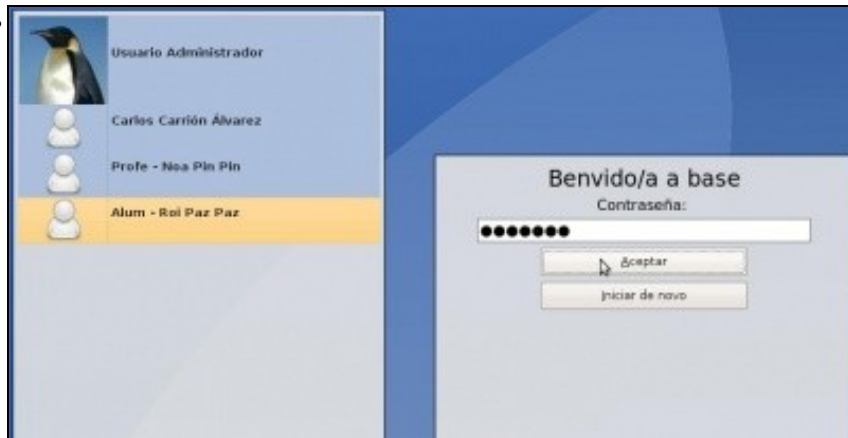 Usuario Administrador
Carlos Carrión Álvarez
Profe - Noa Pin Pin
Alum - Roi Paz Paz
Benvido/a a base
Contraseña:
Aceptar
Iniciar de novo